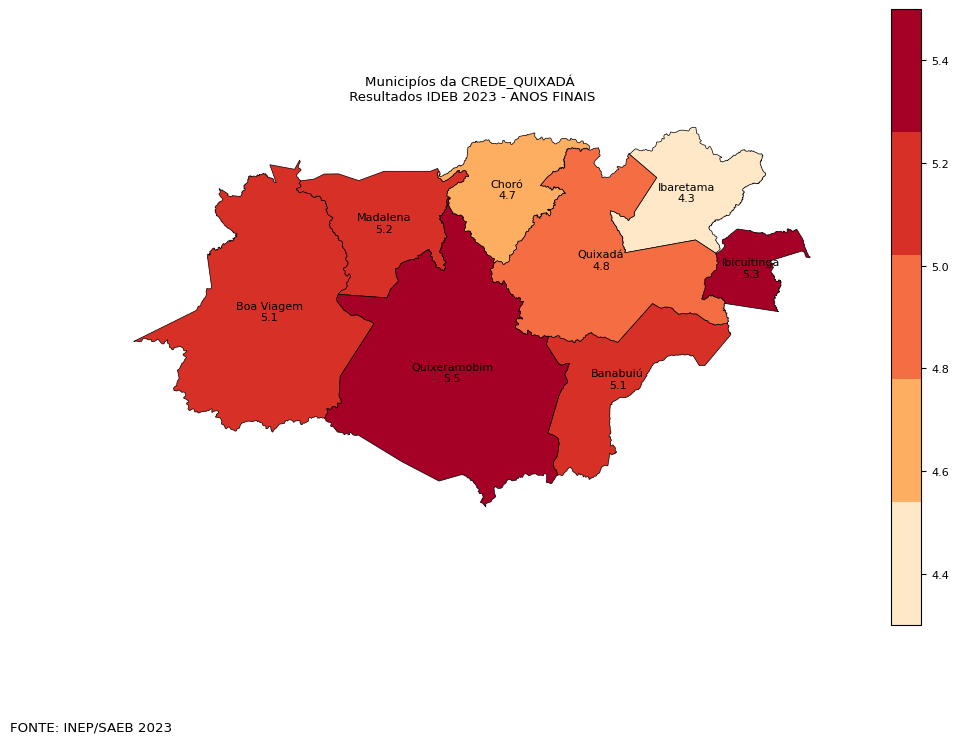 Municipíos da CREDE_QUIXADÁ
Resultados IDEB 2023 - ANOS FINAIS
Choró
4.7
Ibaretama
4.3
Madalena
5.2
Quixadá
4.8
Ibicuitinga
5.3
Boa Viagem
5.1
Quixeramobim
5.5
Banabuiú
5.1
5.4
5.2
5.0
4.8
4.6
4.4
FONTE: INEP/SAEB 2023